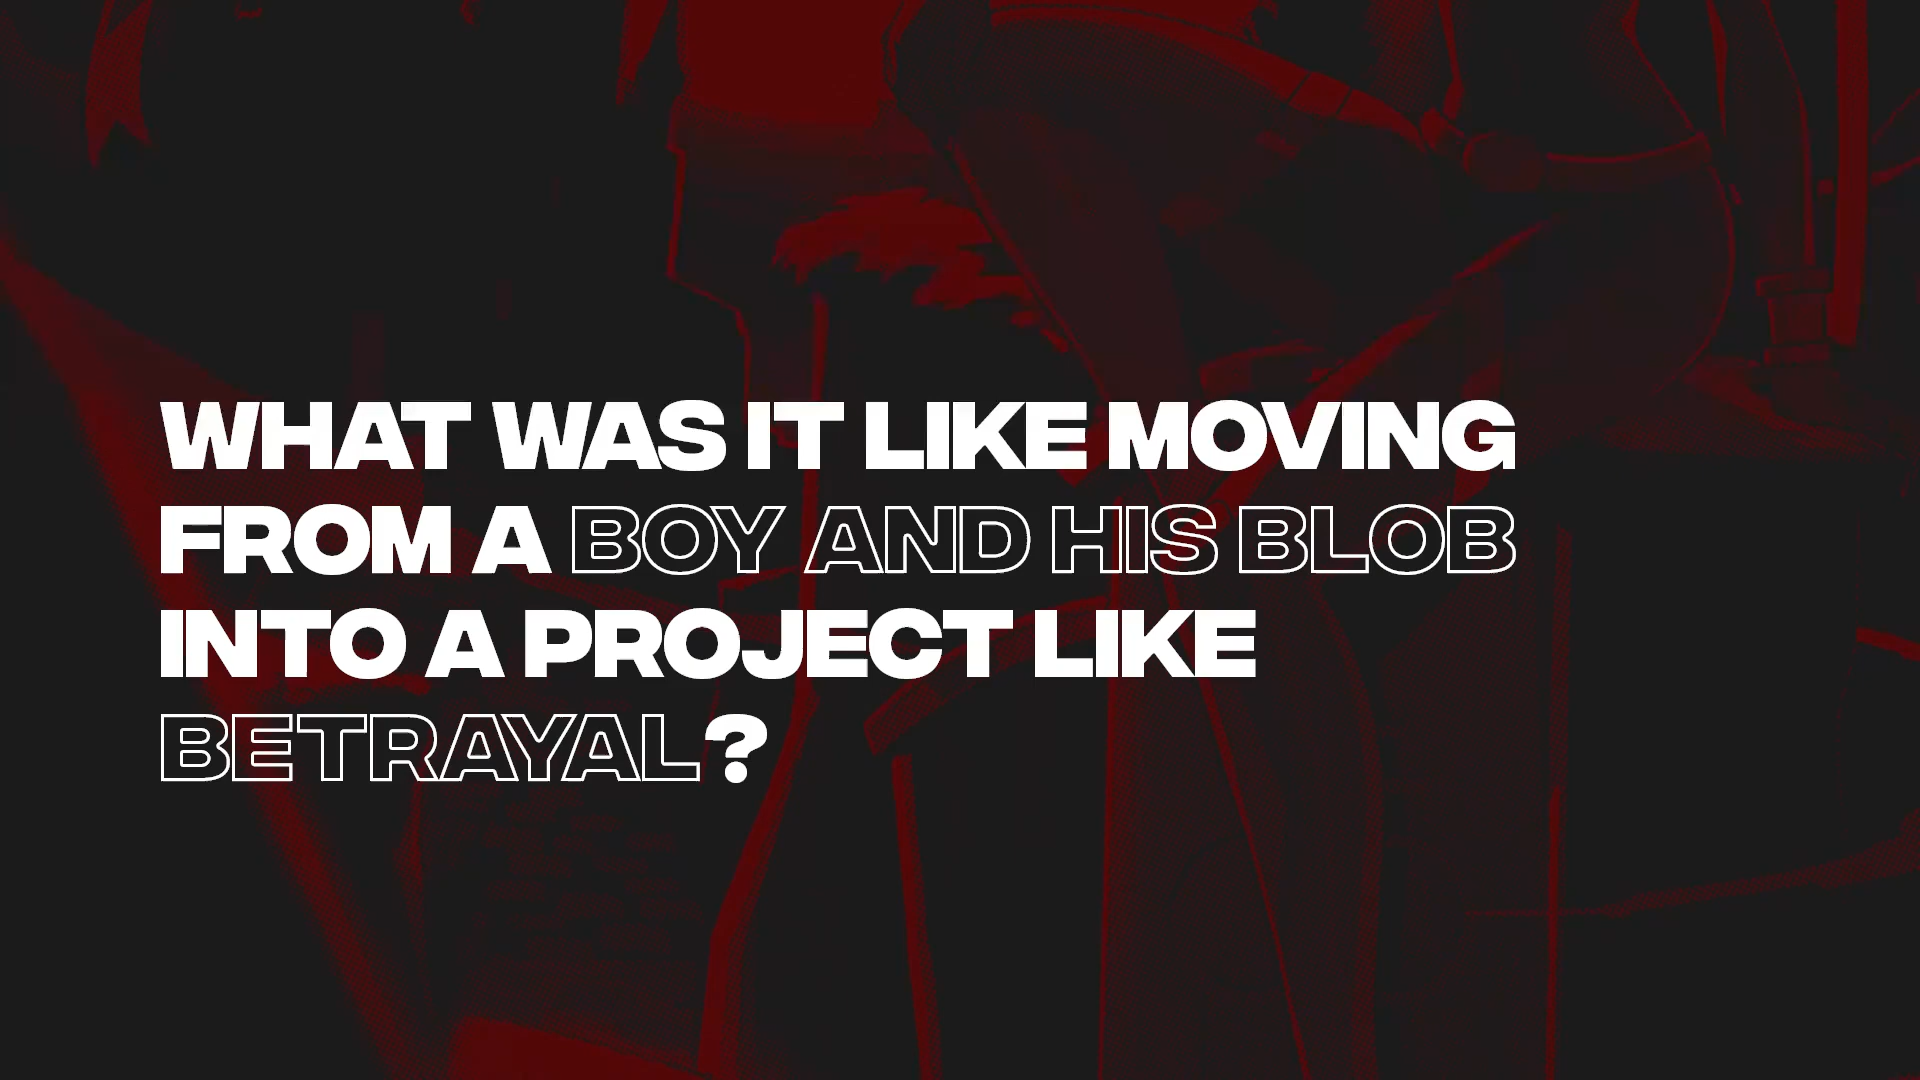 WHAT WAS IT LIKE MOVING
FROM A BOY AND HIS BLOB
INTO A PROJECT LIKE
BETRAYAL?